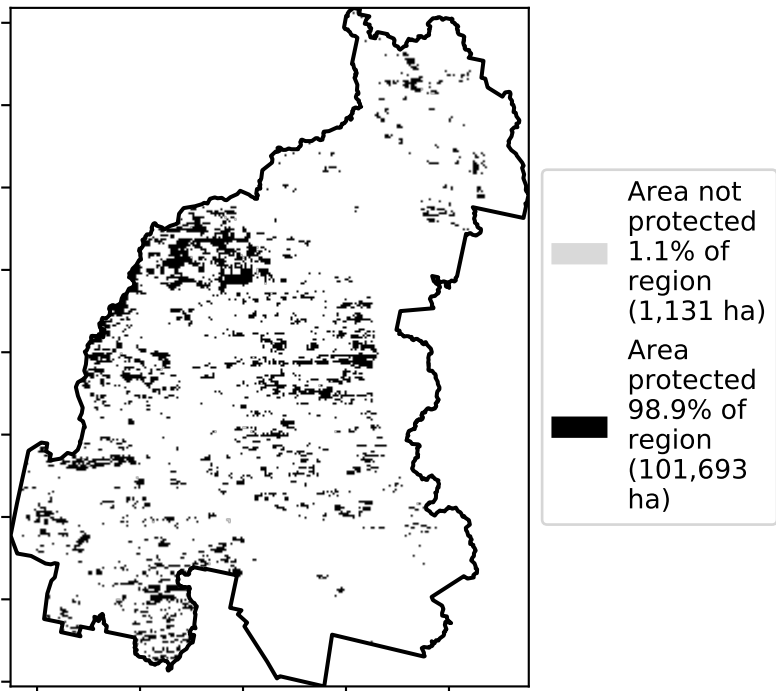 Area not
protected
1.1% of
region
(1,131 ha)
Area
protected
98.9% of
region
(101,693
ha)